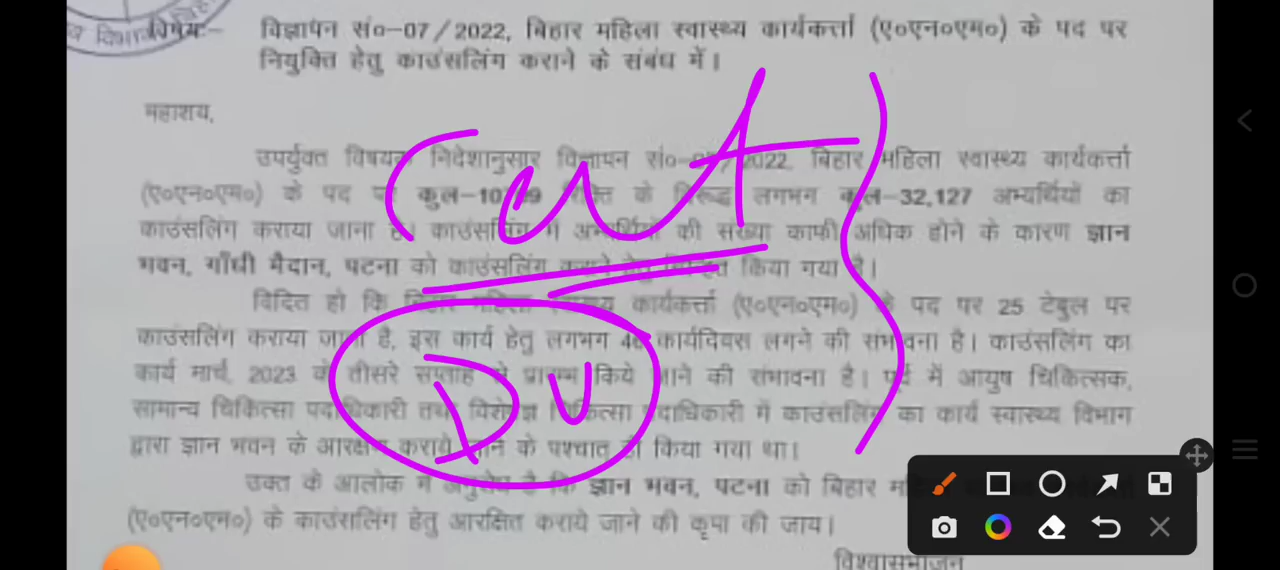 विषयः- विज्ञापन सं०-07/2022, बिहार महिला स्वास्थ्य कार्यकर्त्ता (ए०एन०एम०) के पद पर
नियुक्ति हेतु काउंसलिंग कराने के संबंध में।
महाशय,
उपर्युक्त विषयक निदेशानुसार विज्ञापन सं०-07/2022, बिहार महिला स्वास्थ्य कार्यकर्त्ता
(ए०एन०एम०) के पद पर कुल- रिक्ति के विरूद्ध लगभग कुल-32,127 अभ्यर्थियों का
काउंसलिंग कराया जाना है। काउंसलिंग में अभ्यर्थियों की संख्या काफी अधिक होने के कारण ज्ञान
भवन, गाँधी मैदान, पटना को काउंसलिंग कराने हेतु चिन्हित किया गया है।
विदित हो कि बिहार महिला स्वास्थ्य कार्यकर्त्ता (ए०एन०एम०) के पद पर 25 टेबुल पर
काउंसलिंग कराया जाना है, इस कार्य हेतु लगभग कार्यदिवस लगने की संभावना है। काउंसलिंग का
कार्य मार्च, 2023 के तीसरे सप्ताह से प्रारम्भ किये जाने की संभावना है। पूर्व में आयुष चिकित्सक,
सामान्य चिकित्सा पदाधिकारी तथा विशेषज्ञ चिकित्सा पदाधिकारी में काउंसलिंग का कार्य स्वास्थ्य विभाग
द्वारा ज्ञान भवन के आरक्षण कराये जाने के पश्चात ही किया गया था।
उक्त के आलोक में अनुरोध है कि ज्ञान भवन, पटना को बिहार
(ए०एन०एम०) के काउंसलिंग हेतु आरक्षित कराये जाने की कृपा की जाय।
विश्वासभाजन
Cut
DV